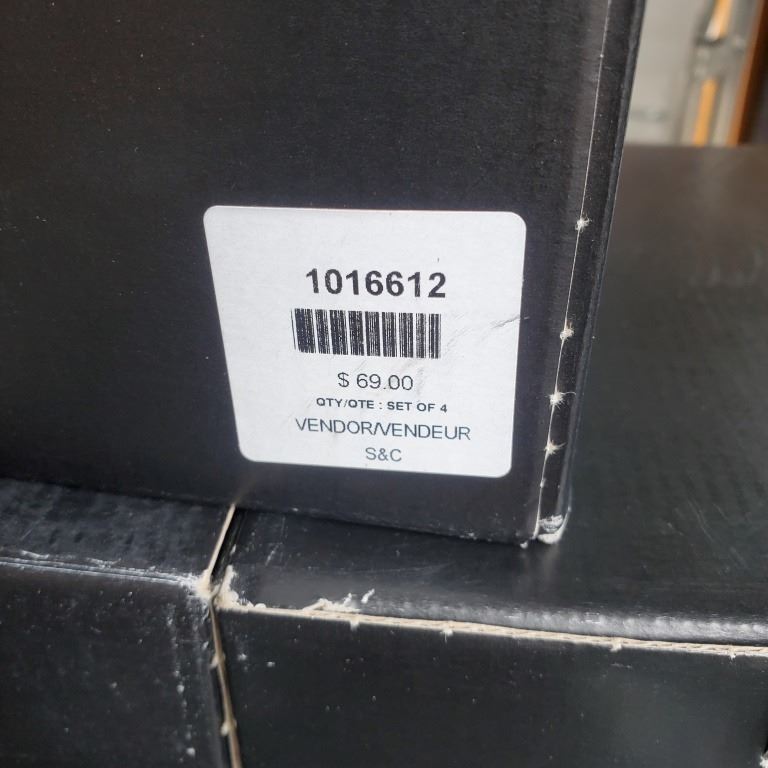 1016612
$ 69.00
QTY/QTE : SET OF 4
VENDOR/VENDEUR
S&C